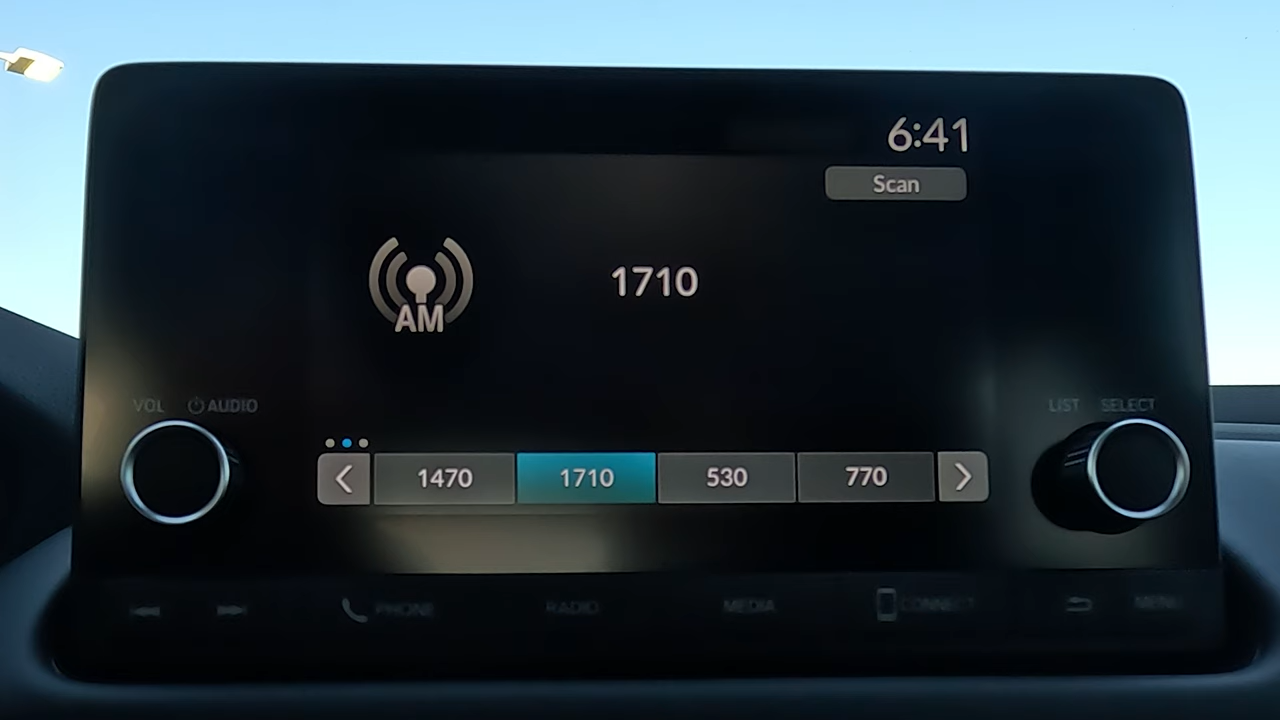 6:41
Scan
AM
1710
VOL AUDIO
LIST SELECT
1470 1710 530 770
PHONE RADIO MEDIA CONNECT MENU